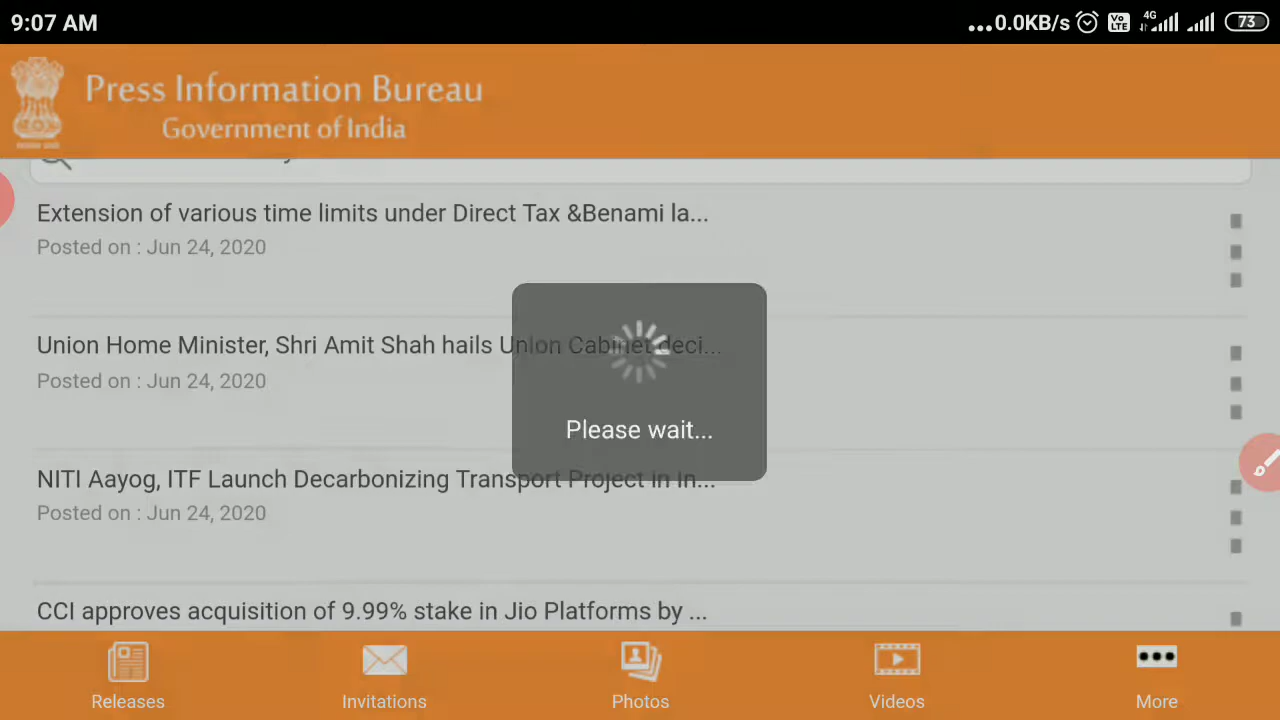 9:07 AM
...0.0KB/s
Vo LTE
4G
73
Press Information Bureau
Government of India
Extension of various time limits under Direct Tax &Benami la...
Posted on : Jun 24, 2020
Union Home Minister, Shri Amit Shah hails Union Cabinet deci...
Posted on : Jun 24, 2020
Please wait...
NITI Aayog, ITF Launch Decarbonizing Transport Project in In...
Posted on : Jun 24, 2020
CCI approves acquisition of 9.99% stake in Jio Platforms by ...
Releases
Invitations
Photos
Videos
More